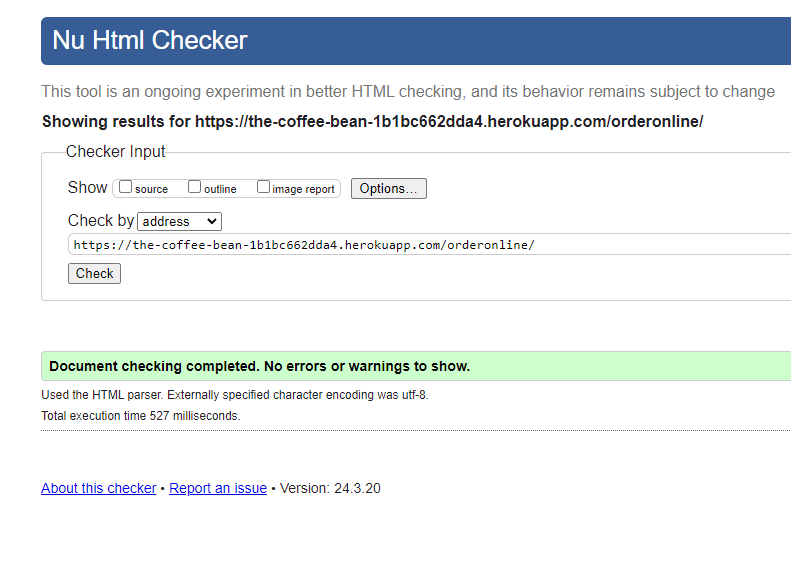 Nu Html Checker
This tool is an ongoing experiment in better HTML checking, and its behavior remains subject to change
Showing results for https://the-coffee-bean-1b1bc662dda4.herokuapp.com/orderonline/
Checker Input
Show source outline image report Options...
Check by address
https://the-coffee-bean-1b1bc662dda4.herokuapp.com/orderonline/
Check
Document checking completed. No errors or warnings to show.
Used the HTML parser. Externally specified character encoding was utf-8.
Total execution time 527 milliseconds.
About this checker • Report an issue • Version: 24.3.20